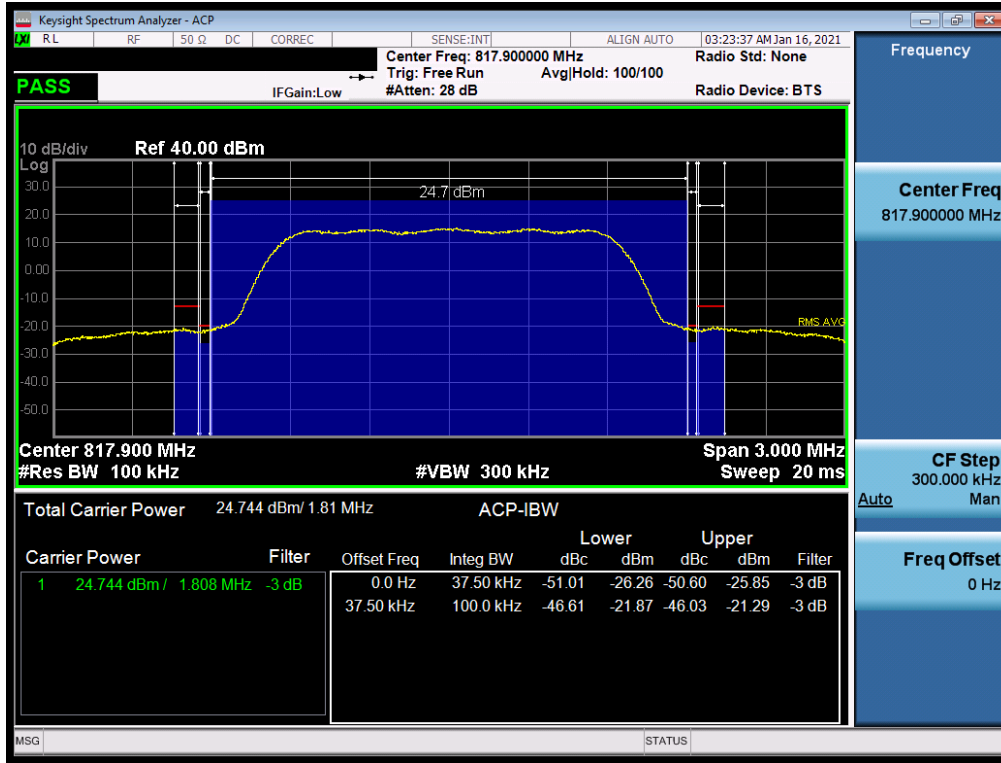 Keysight Spectrum Analyzer - ACP
LXI RL RF 50 Ω DC CORREC SENSE:INT ALIGN AUTO 03:23:37 AM Jan 16, 2021
Center Freq: 817.900000 MHz Radio Std: None
Trig: Free Run Avg|Hold: 100/100
PASS IFGain:Low #Atten: 28 dB Radio Device: BTS
Frequency
10 dB/div Ref 40.00 dBm
Log
30.0
24.7 dBm
20.0
10.0
0.00
-10.0
-20.0
RMS AVG
-30.0
-40.0
-50.0
Center 817.900 MHz Span 3.000 MHz
#Res BW 100 kHz #VBW 300 kHz Sweep 20 ms
Center Freq
817.900000 MHz
CF Step
300.000 kHz
Auto Man
Freq Offset
0 Hz
Total Carrier Power 24.744 dBm/ 1.81 MHz ACP-IBW
Lower Upper
Carrier Power Filter Offset Freq Integ BW dBc dBm dBc dBm Filter
1 24.744 dBm / 1.808 MHz -3 dB 0.0 Hz 37.50 kHz -51.01 -26.26 -50.60 -25.85 -3 dB
37.50 kHz 100.0 kHz -46.61 -21.87 -46.03 -21.29 -3 dB
MSG STATUS